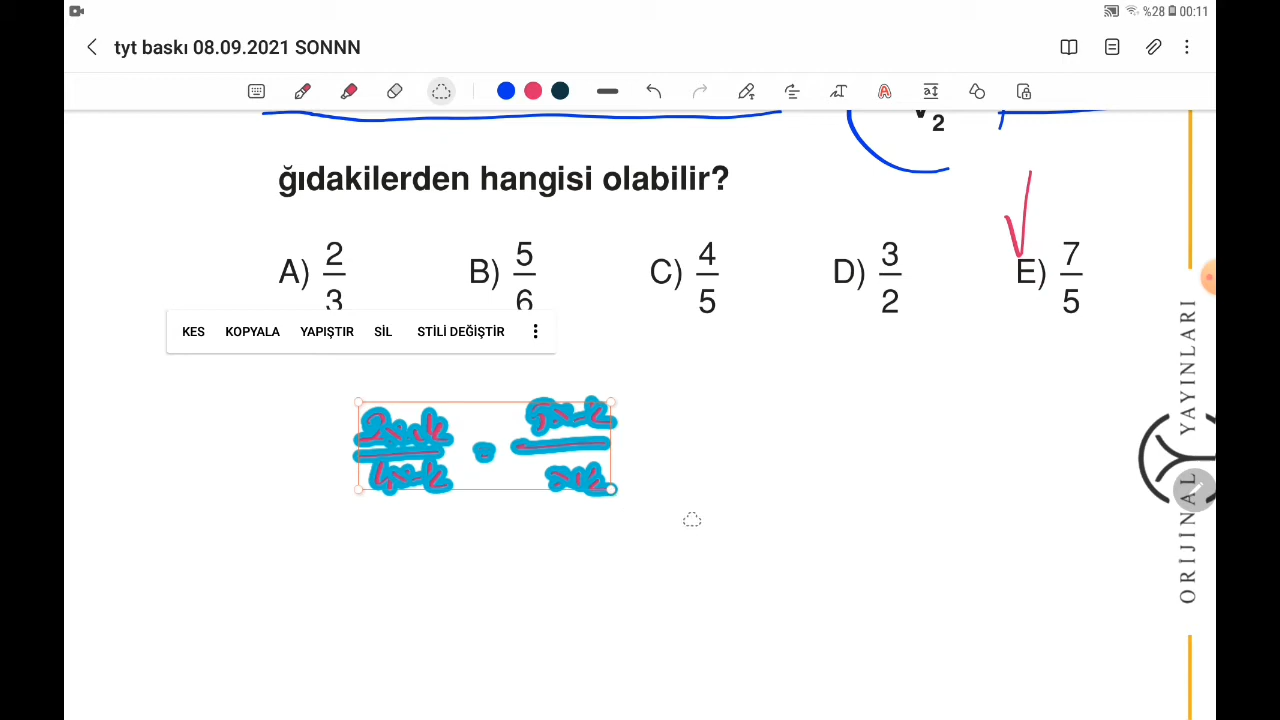 %28 00:11
tyt baskı 08.09.2021 SONNN
√2
ğıdakilerden hangisi olabilir?
A) 2/3 B) 5/6 C) 4/5 D) 3/2 E) 7/5
KES KOPYALA YAPIŞTIR SİL STİLİ DEĞİŞTİR
ORİJİNAL YAYINLARI